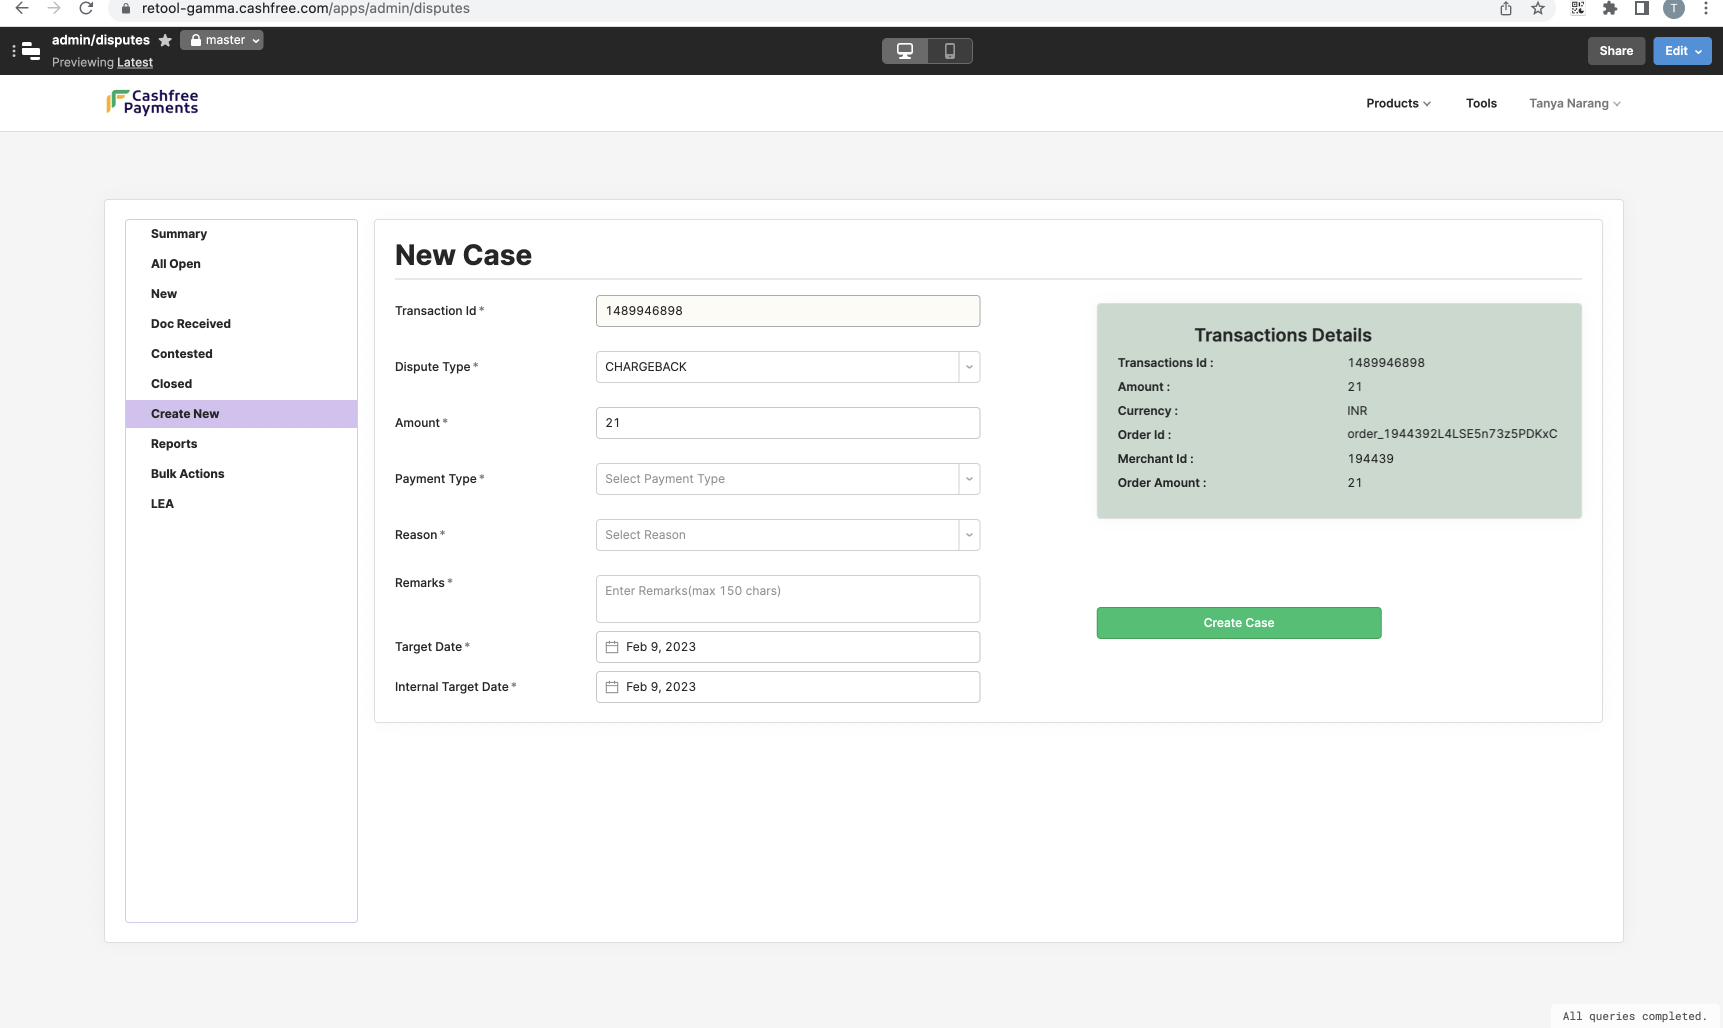 retool-gamma.cashfree.com/apps/admin/disputes
T
admin/disputes
master
Previewing Latest
Share
Edit
Cashfree
Payments
Products
Tools
Tanya Narang
Summary
All Open
New
Doc Received
Contested
Closed
Create New
Reports
Bulk Actions
LEA
New Case
Transaction Id *
1489946898
Dispute Type *
CHARGEBACK
Amount *
21
Payment Type *
Select Payment Type
Reason *
Select Reason
Remarks *
Enter Remarks(max 150 chars)
Target Date *
Feb 9, 2023
Internal Target Date *
Feb 9, 2023
Transactions Details
Transactions Id : 1489946898
Amount : 21
Currency : INR
Order Id : order_1944392L4LSE5n73z5PDKxC
Merchant Id : 194439
Order Amount : 21
Create Case
All queries completed.